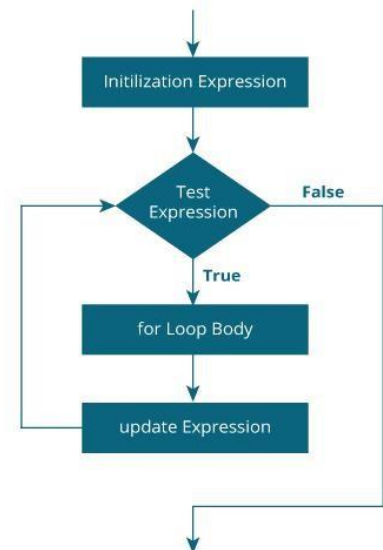 Initilization Expression
Test
Expression
False
True
for Loop Body
update Expression